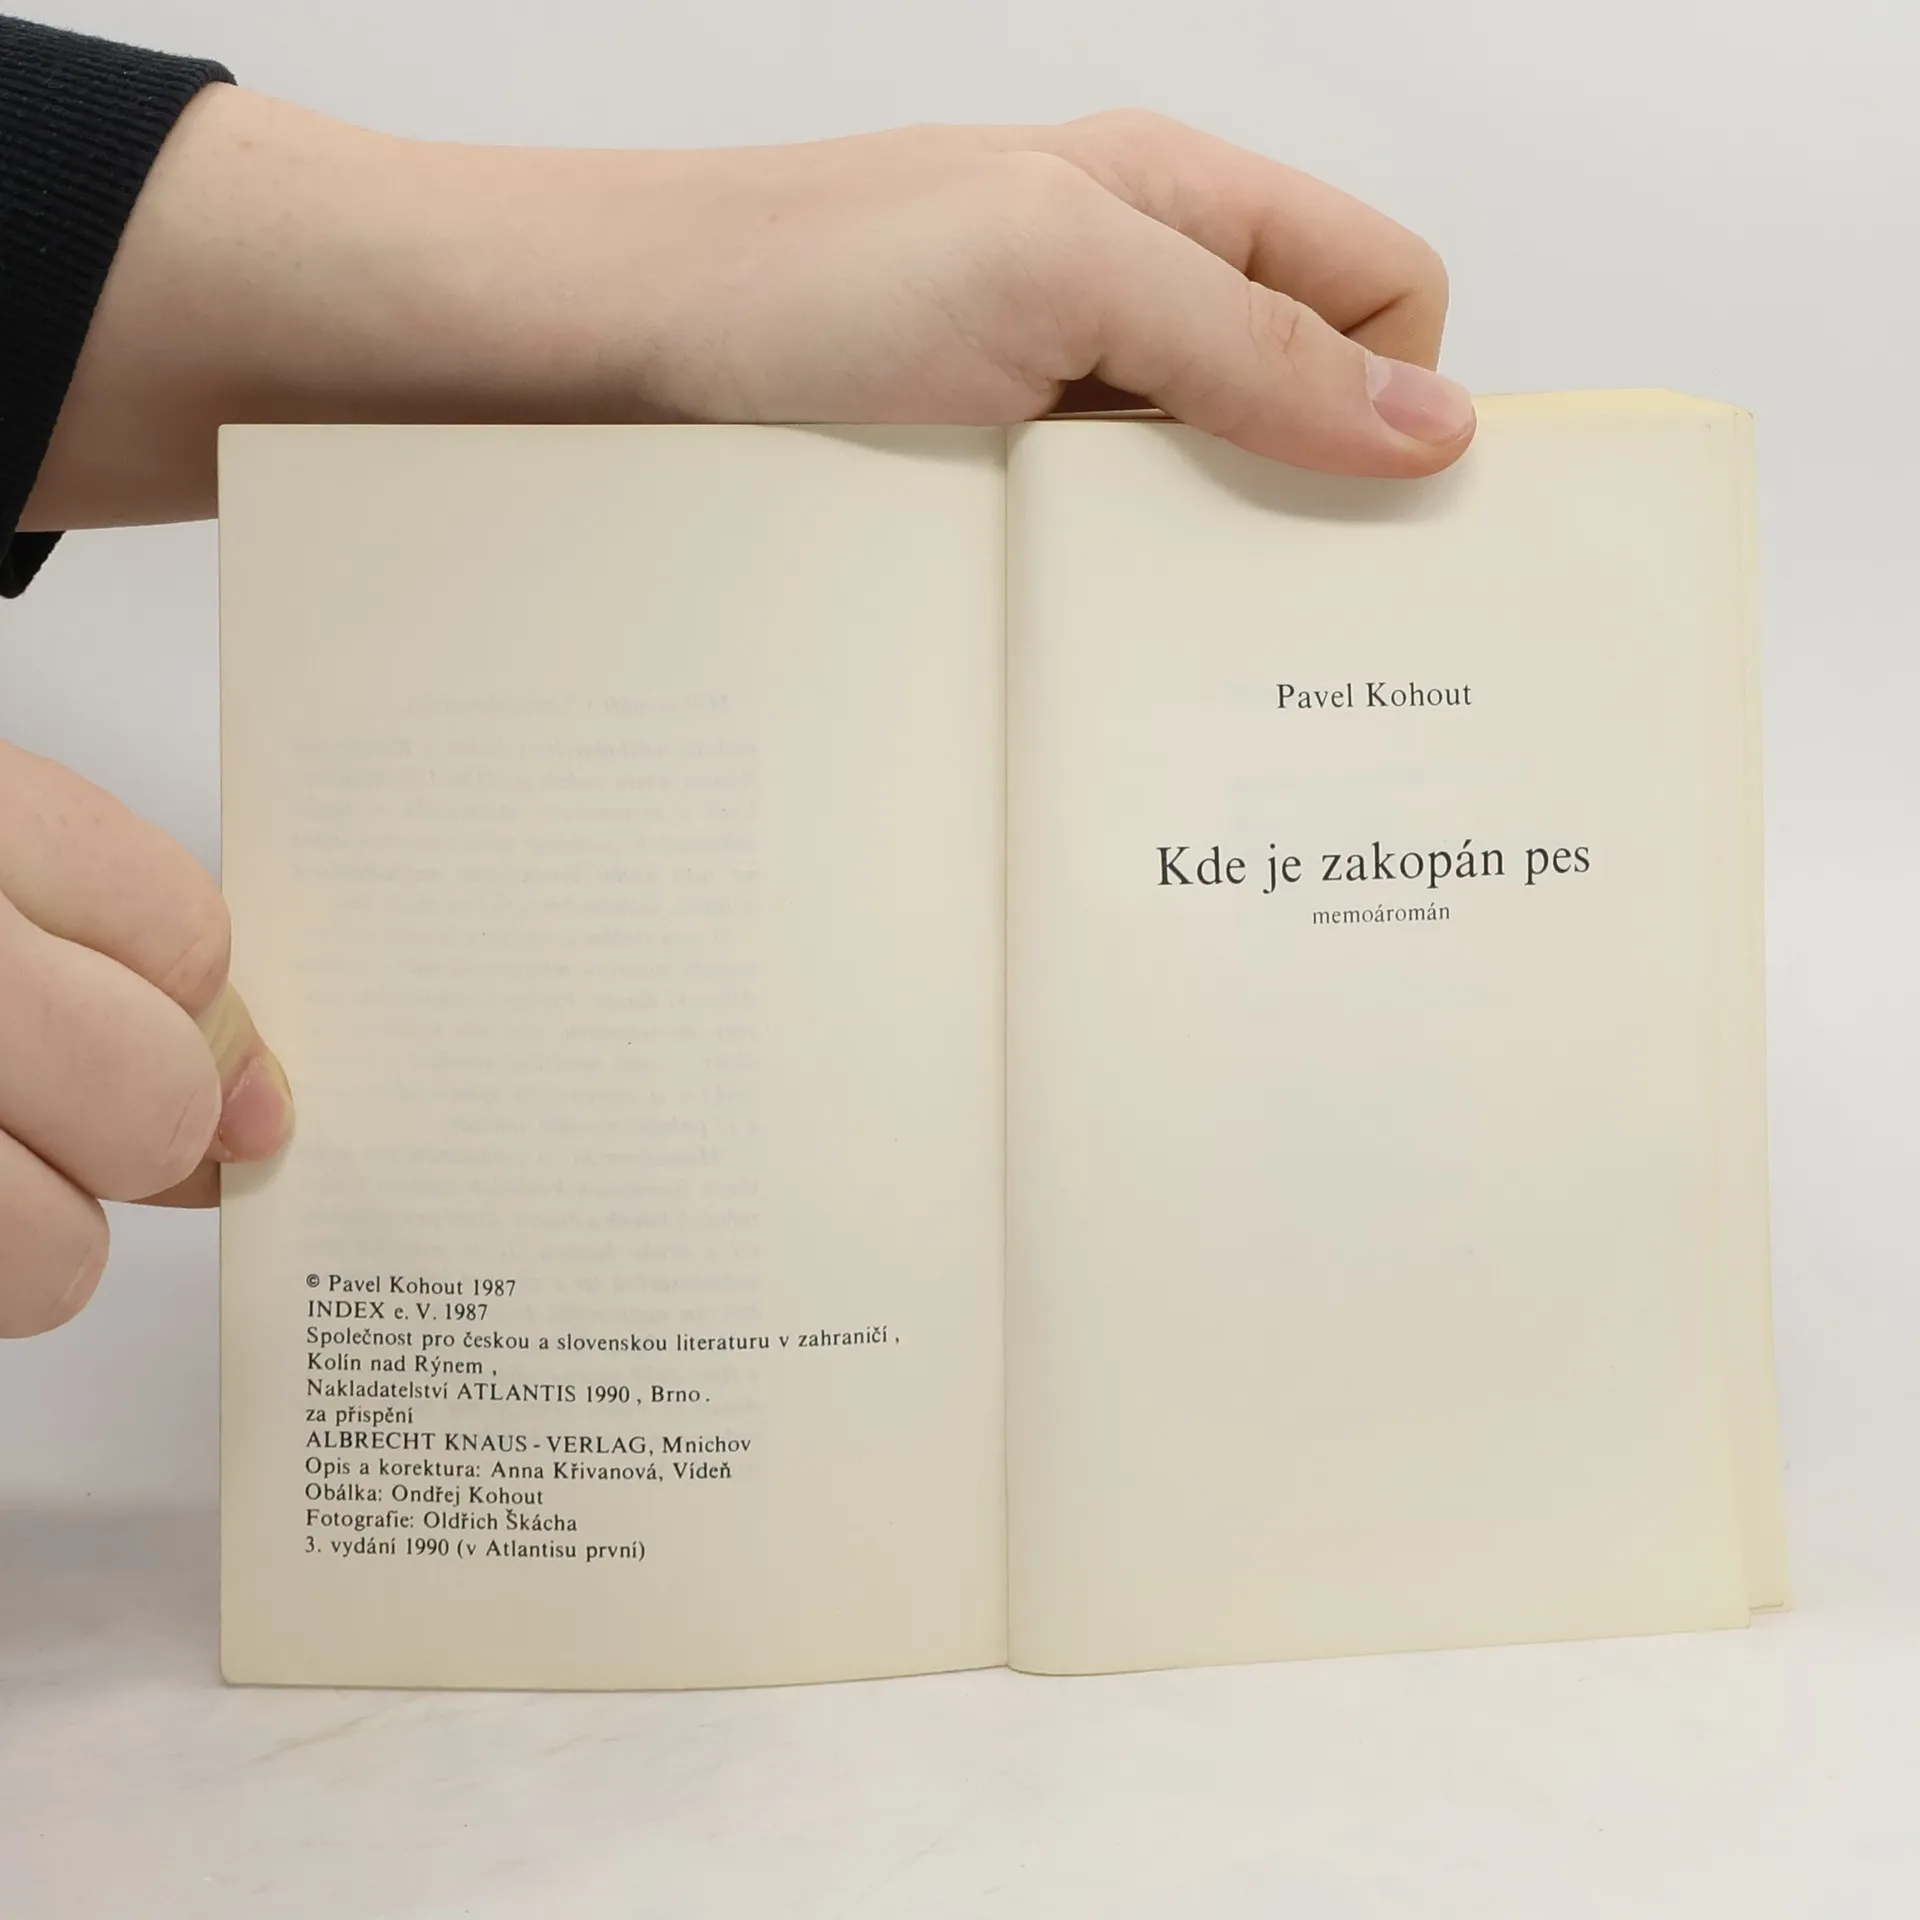 © Pavel Kohout 1987
INDEX e. V. 1987
Společnost pro českou a slovenskou literaturu v zahraničí ,
Kolín nad Rýnem ,
Nakladatelství ATLANTIS 1990 , Brno .
za přispění
ALBRECHT KNAUS - VERLAG, Mnichov
Opis a korektura: Anna Křivanová, Vídeň
Obálka: Ondřej Kohout
Fotografie: Oldřich Škácha
3. vydání 1990 (v Atlantisu první)
Pavel Kohout
Kde je zakopán pes
memoáromán